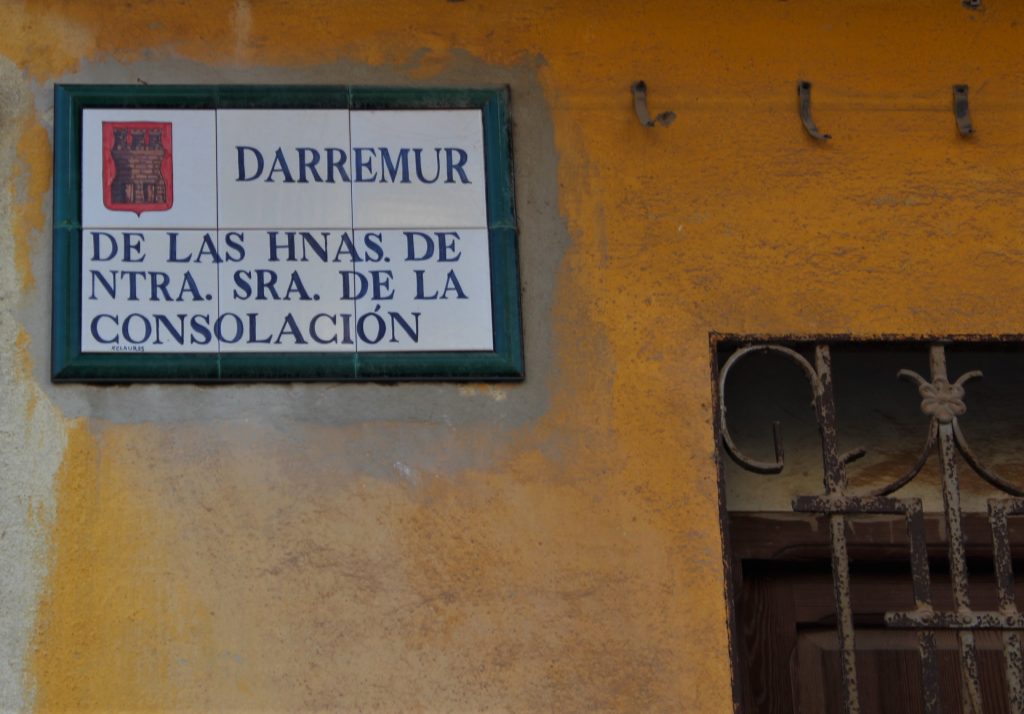 DARREMUR
DE LAS HNAS. DE
NTRA. SRA. DE LA
CONSOLACIÓN